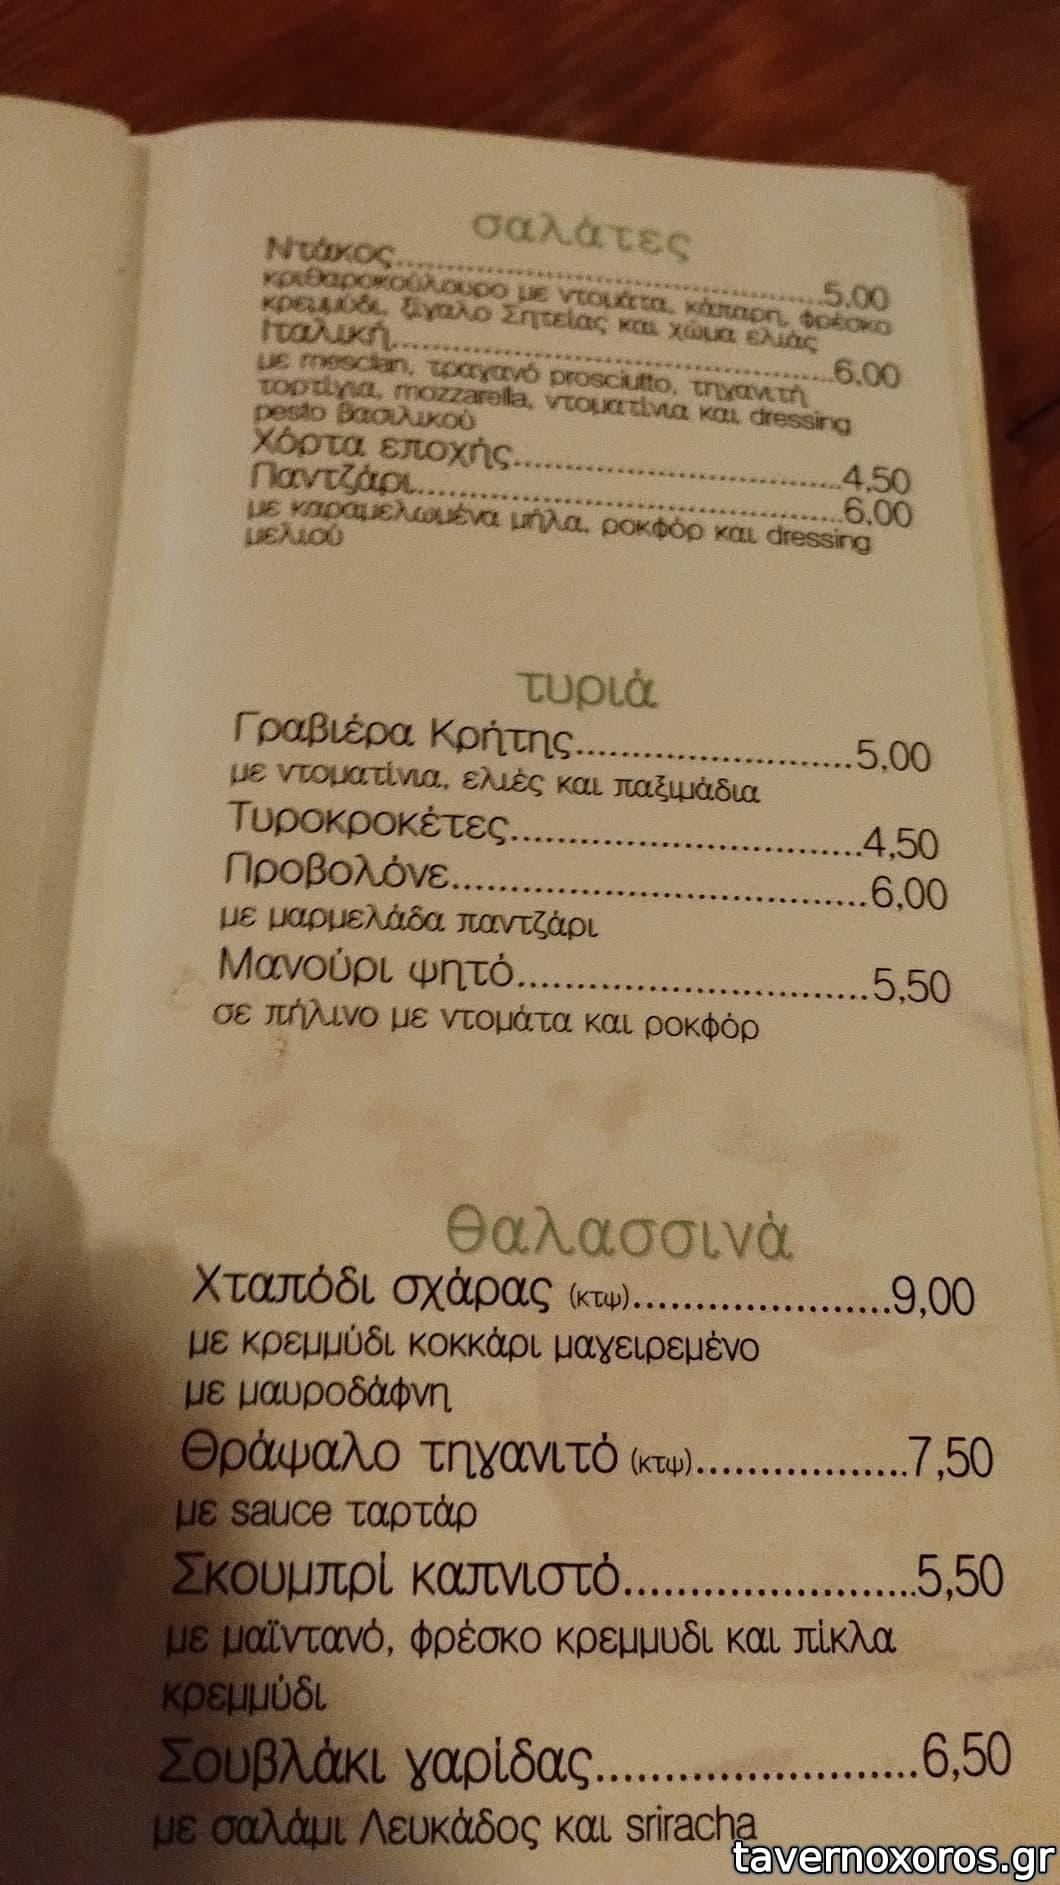 σαλάτες
Ντάκος..............................5.00
κριθαροκούλουρο με ντομάτα, κάπαρη, φρέσκο
κρεμμύδι, ξίγαλο Σητείας και χώμα ελιάς
Ιταλική..............................6.00
με mesclan, τραγανό prosciutto, τηγανιτή
τορτίγια, mozzarella, ντοματίνια και dressing
pesto βασιλικού
Χόρτα εποχής..............................4.50
Παντζάρι..............................6.00
με καραμελωμένα μήλα, ροκφόρ και dressing
μελιού
τυριά
Γραβιέρα Κρήτης........................5,00
με ντοματίνια, ελιές και παξιμάδια
Τυροκροκέτες..............................4,50
Προβολόνε..................................6,00
με μαρμελάδα παντζάρι
Μανούρι ψητό..............................5,50
σε πήλινο με ντομάτα και ροκφόρ
θαλασσινά
Χταπόδι σχάρας (κτψ)....................9,00
με κρεμμύδι κοκκάρι μαγειρεμένο
με μαυροδάφνη
Θράψαλο τηγανιτό (κτψ)................7,50
με sauce ταρτάρ
Σκουμπρί καπνιστό......................5,50
με μαϊντανό, φρέσκο κρεμμυδι και πίκλα
κρεμμύδι
Σουβλάκι γαρίδας........................6,50
με σαλάμι Λευκάδος και sriracha
tavernoxoros.gr